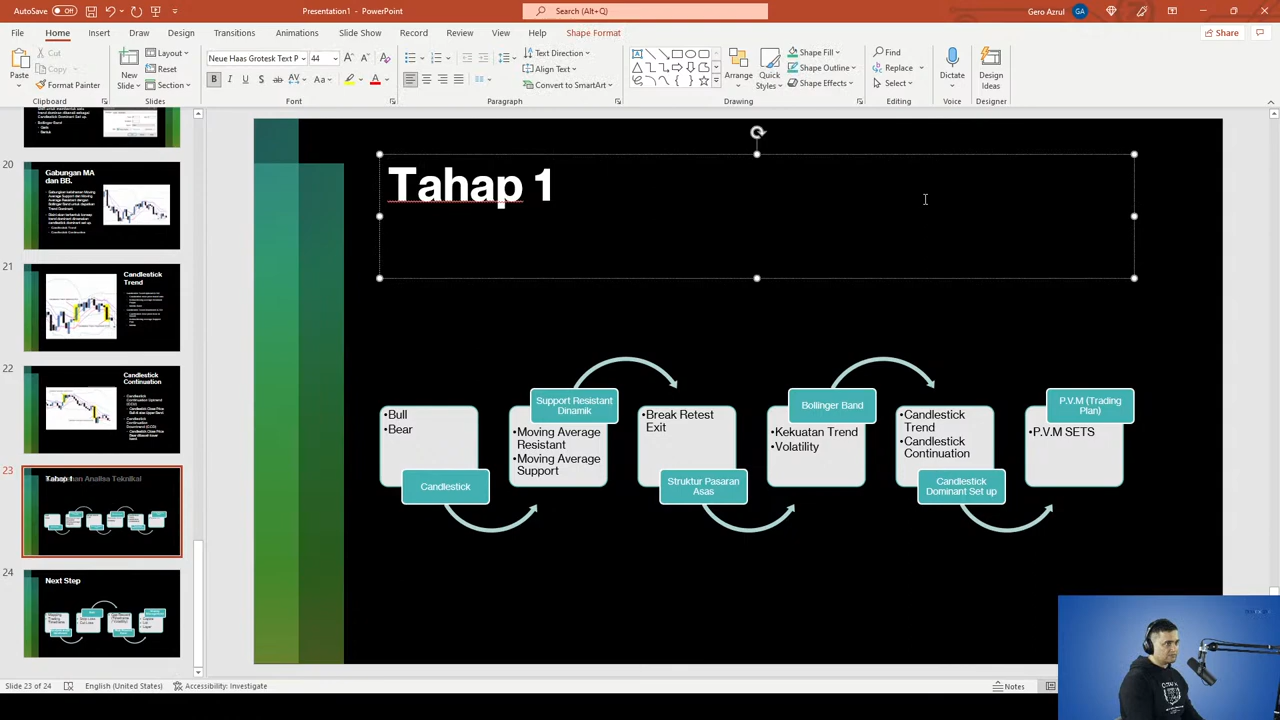 AutoSave Off
Presentation1 - PowerPoint
Search (Alt+Q)
Gero Azrul GA
File Home Insert Draw Design Transitions Animations Slide Show Record Review View Help Shape Format
Share
Paste
Cut
Copy
Format Painter
Clipboard
New
Slide
Layout
Reset
Section
Slides
Neue Haas Grotesk Text P 44
Font
Text Direction
Align Text
Convert to SmartArt
Paragraph
Arrange
Quick
Styles
Shape Fill
Shape Outline
Shape Effects
Drawing
Find
Replace
Select
Editing
Dictate
Voice
Design
Ideas
Designer
20
Gabungan MA
dan BB.
21
Candlestick
Trend
22
Candlestick
Continuation
23
24
Next Step
Tahap 1
•Bull
•Bear
Candlestick
Support Resistant
Dinamik
•Moving Average
Resistant
•Moving Average
Support
•Break Retest
Exit
Struktur Pasaran
Asas
Bollinger Band
•Kekuatan Trend
•Volatility
•Candlestick
Trend
•Candlestick
Continuation
Candlestick
Dominant Set up
P.V.M (Trading
Plan)
•P.V.M SETS
Slide 23 of 24
English (United States)
Accessibility: Investigate
Notes